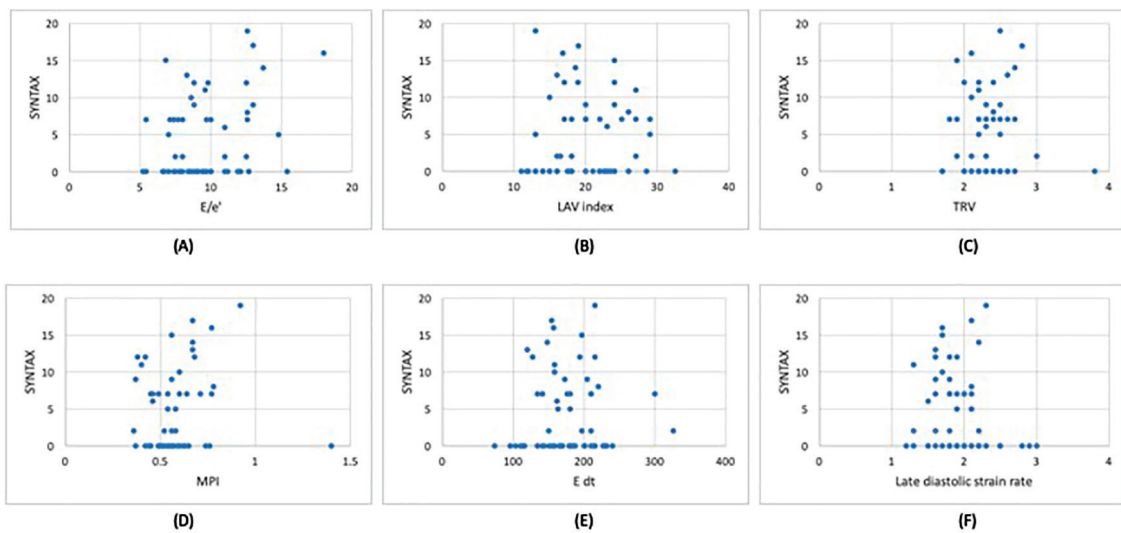 SYNTAX
20
15
10
5
0
0 5 10 15 20
E/e'
(A)
SYNTAX
20
15
10
5
0
0 10 20 30 40
LAV index
(B)
SYNTAX
20
15
10
5
0
0 1 2 3 4
TRV
(C)
SYNTAX
20
15
10
5
0
0 0.5 1 1.5
MPI
(D)
SYNTAX
20
15
10
5
0
0 100 200 300 400
E dt
(E)
SYNTAX
20
15
10
5
0
0 1 2 3 4
Late diastolic strain rate
(F)